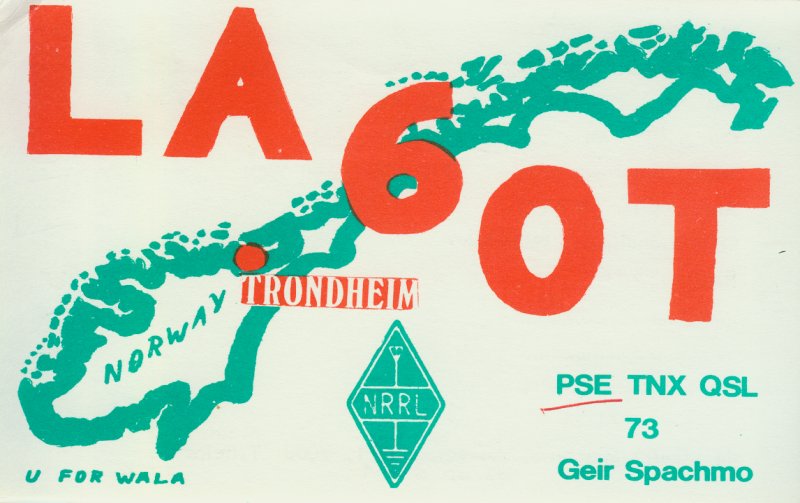 LA6OT
TRONDHEIM
NORWAY
NRRL
PSE TNX QSL
73
Geir Spachmo
U FOR WALA